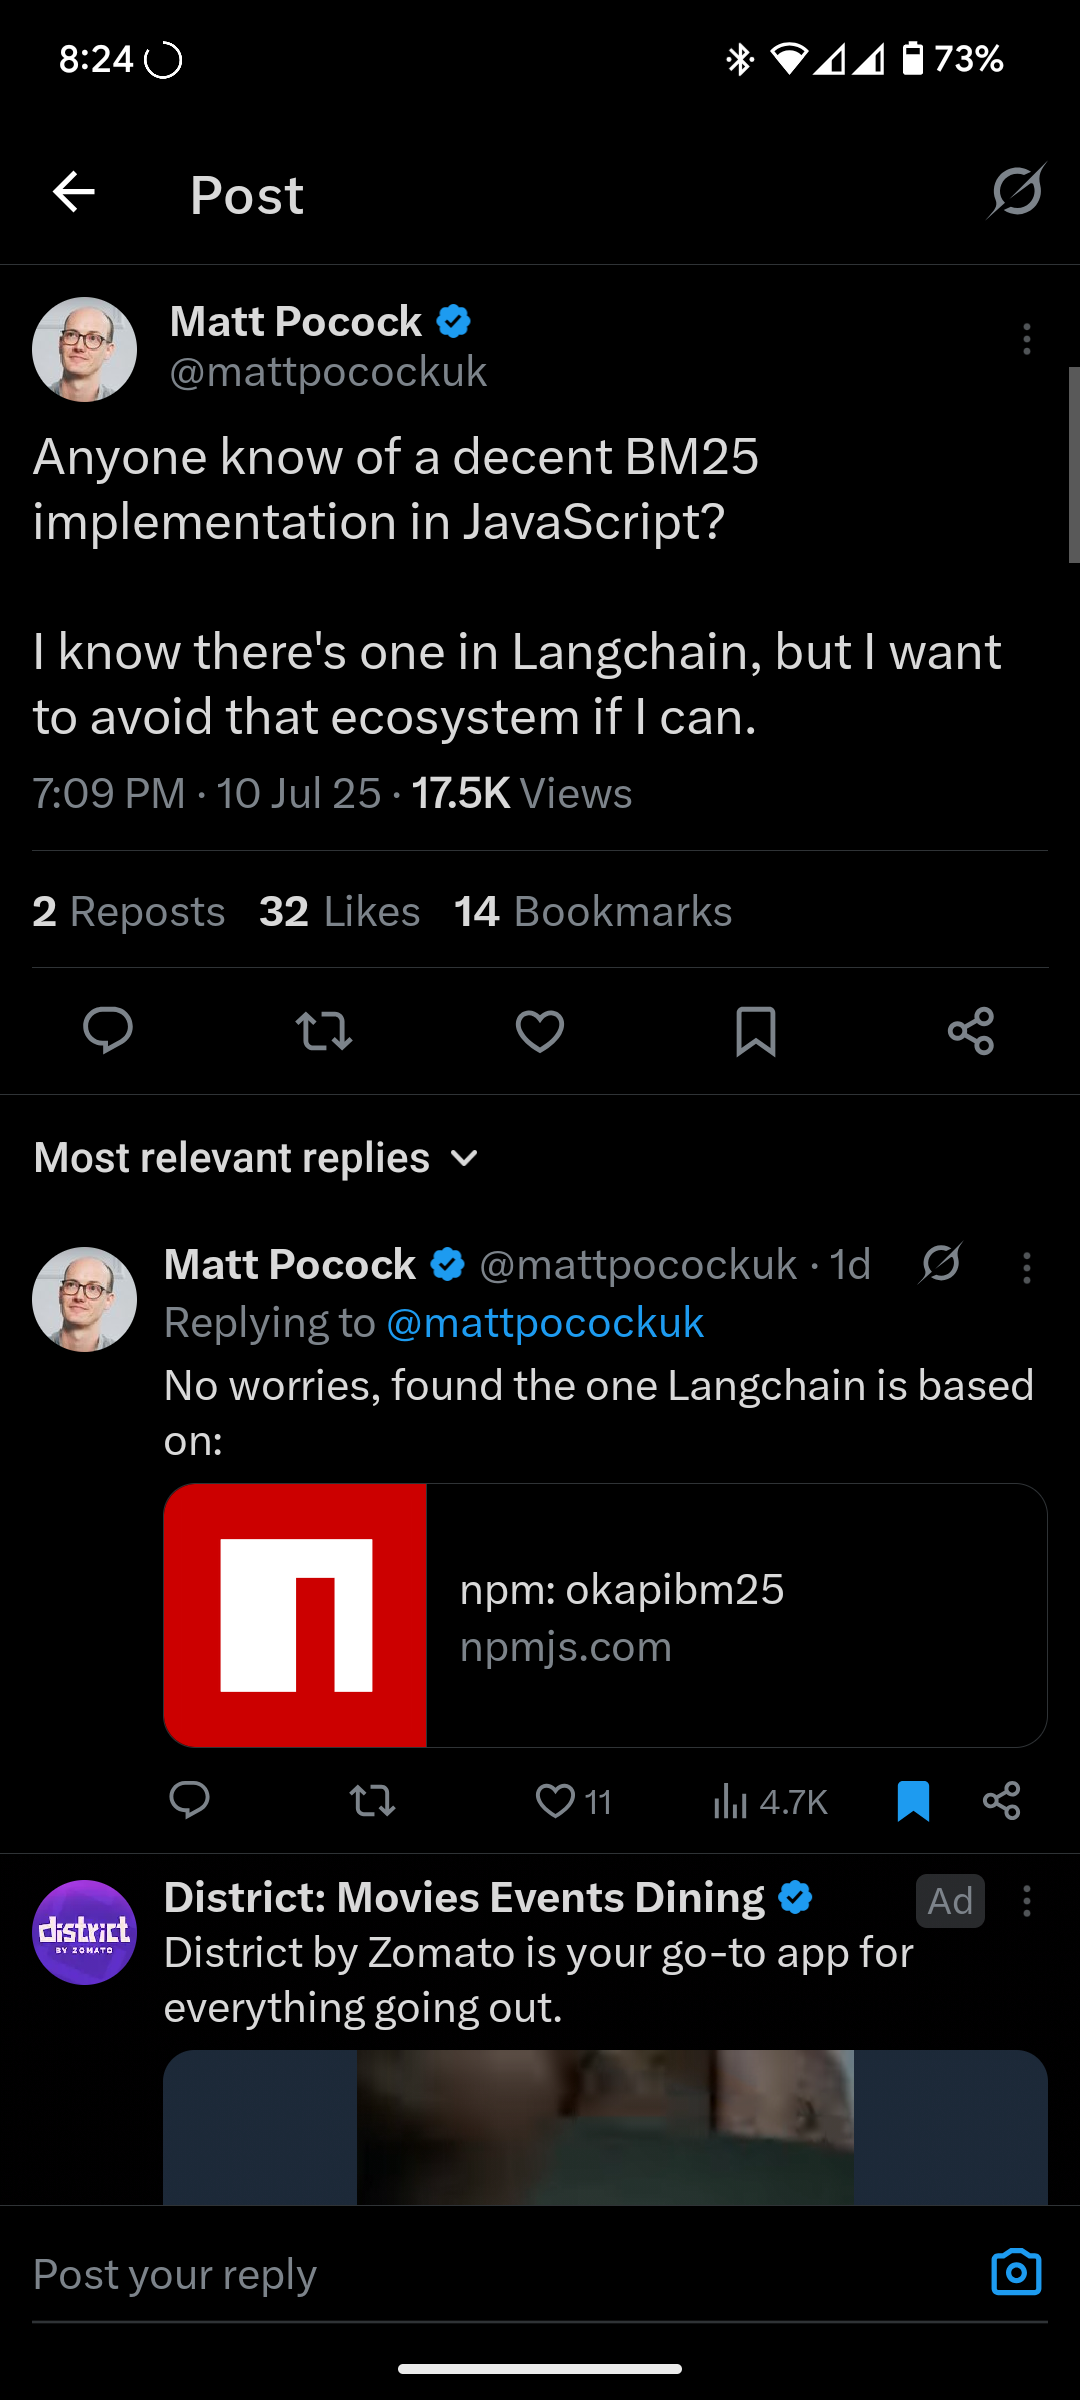 8:24
73%
Post
Matt Pocock
@mattpocockuk
Anyone know of a decent BM25
implementation in JavaScript?
I know there's one in Langchain, but I want
to avoid that ecosystem if I can.
7:09 PM · 10 Jul 25 · 17.5K Views
2 Reposts 32 Likes 14 Bookmarks
Most relevant replies
Matt Pocock @mattpocockuk · 1d
Replying to @mattpocockuk
No worries, found the one Langchain is based
on:
npm: okapibm25
npmjs.com
11 4.7K
District: Movies Events Dining Ad
district
BY ZOMATO
District by Zomato is your go-to app for
everything going out.
Post your reply